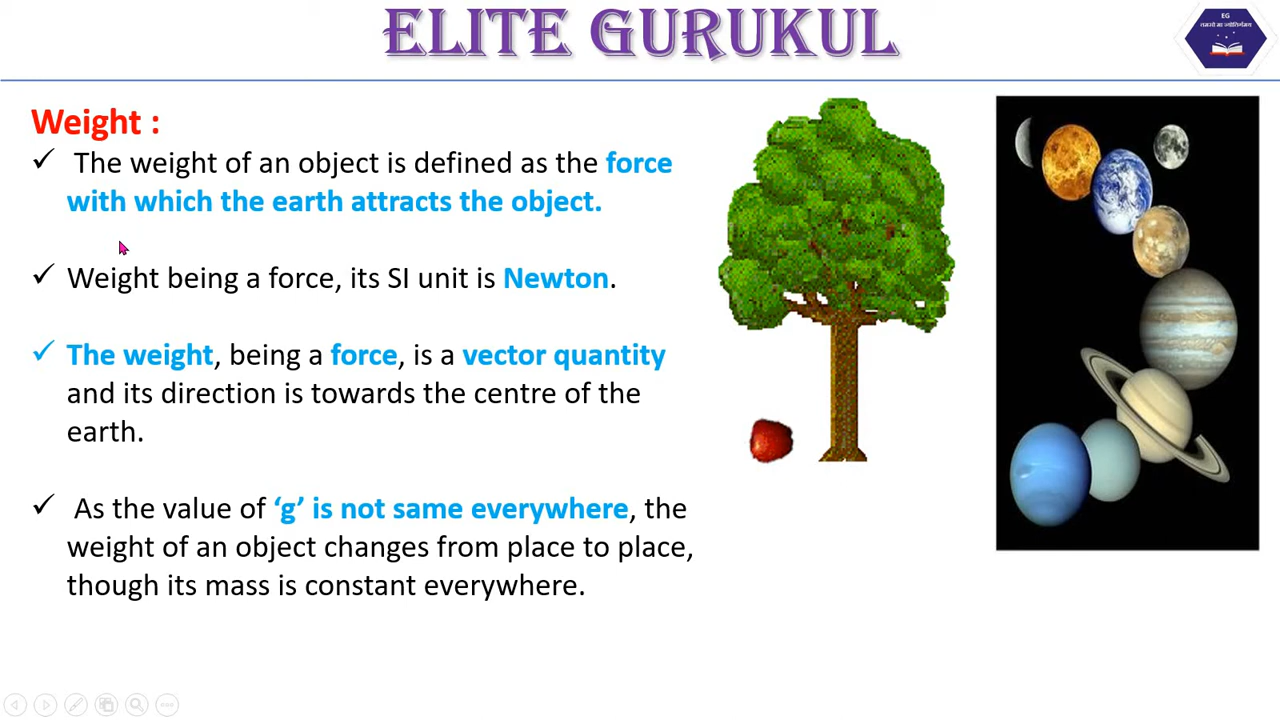 ELITE GURUKUL
EG
तमसो मा ज्योतिर्गमय
Weight :
✓ The weight of an object is defined as the force
with which the earth attracts the object.
✓ Weight being a force, its SI unit is Newton.
✓ The weight, being a force, is a vector quantity
and its direction is towards the centre of the
earth.
✓ As the value of ‘g’ is not same everywhere, the
weight of an object changes from place to place,
though its mass is constant everywhere.